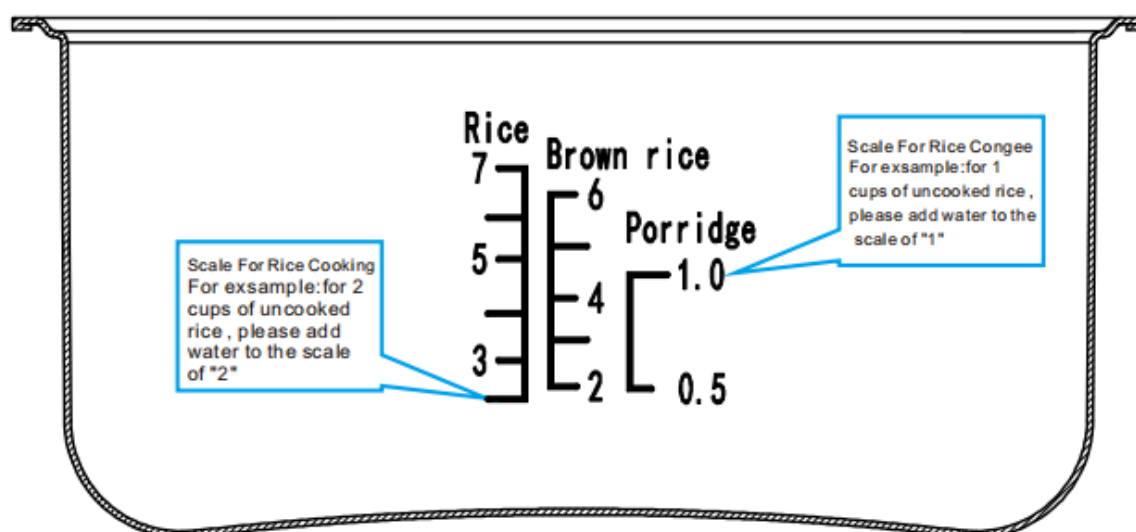 Rice
7
5
3
Brown rice
6
4
2
Porridge
1.0
0.5
Scale For Rice Cooking
For exsample:for 2
cups of uncooked
rice , please add
water to the scale
of "2"
Scale For Rice Congee
For exsample:for 1
cups of uncooked rice ,
please add water to the
scale of "1"